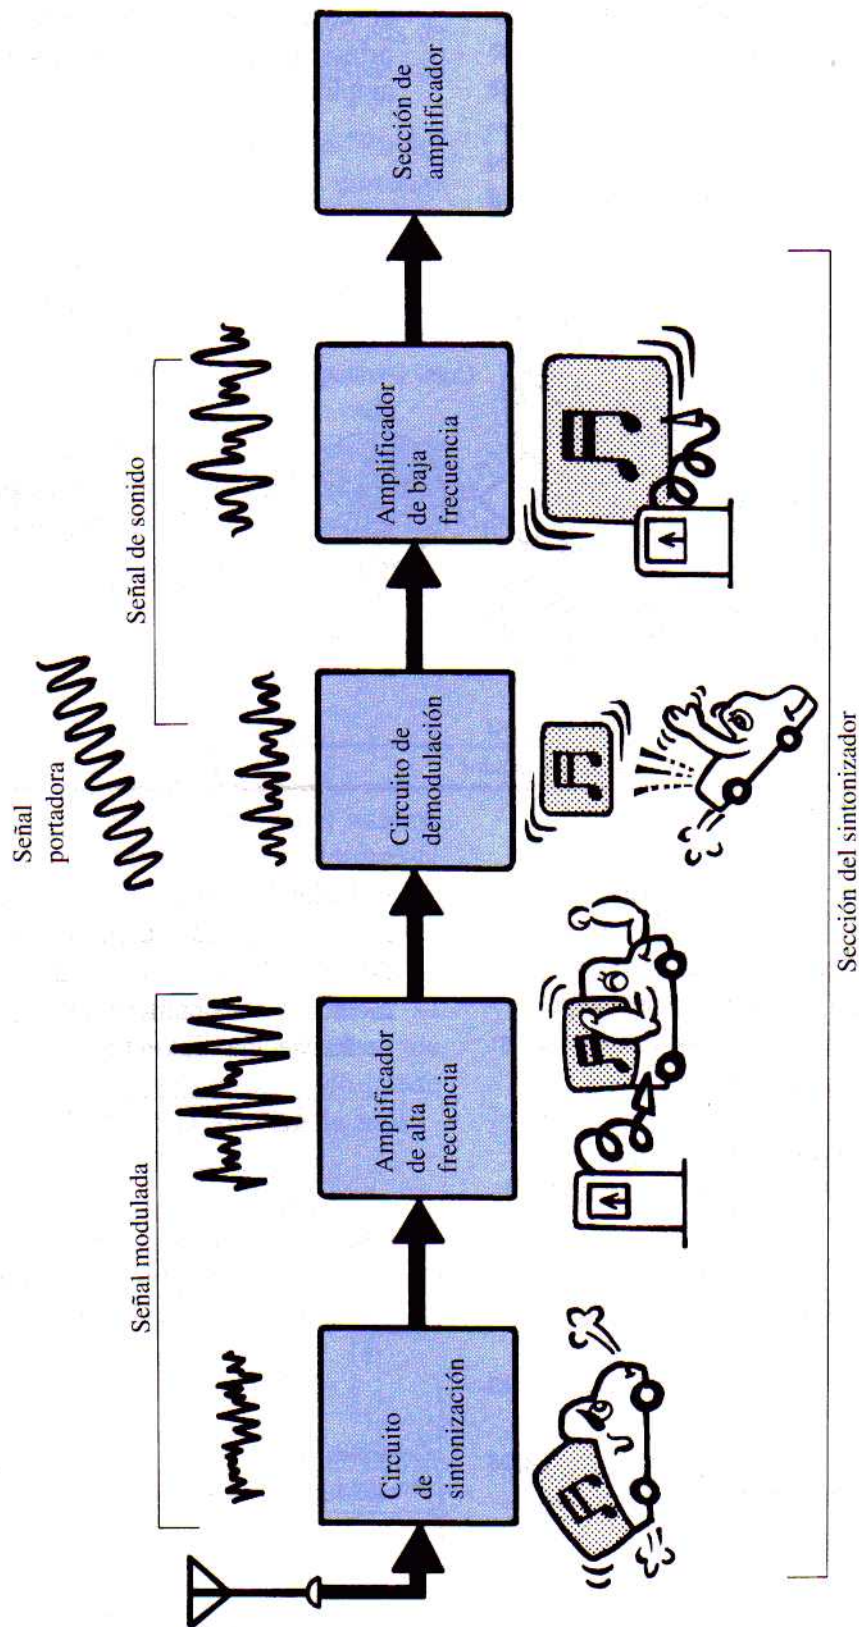 Señal
portadora
Señal modulada
Señal de sonido
Circuito
de
sintonización
Amplificador
de alta
frecuencia
Circuito de
demodulación
Amplificador
de baja
frecuencia
Sección de
amplificador
Sección del sintonizador